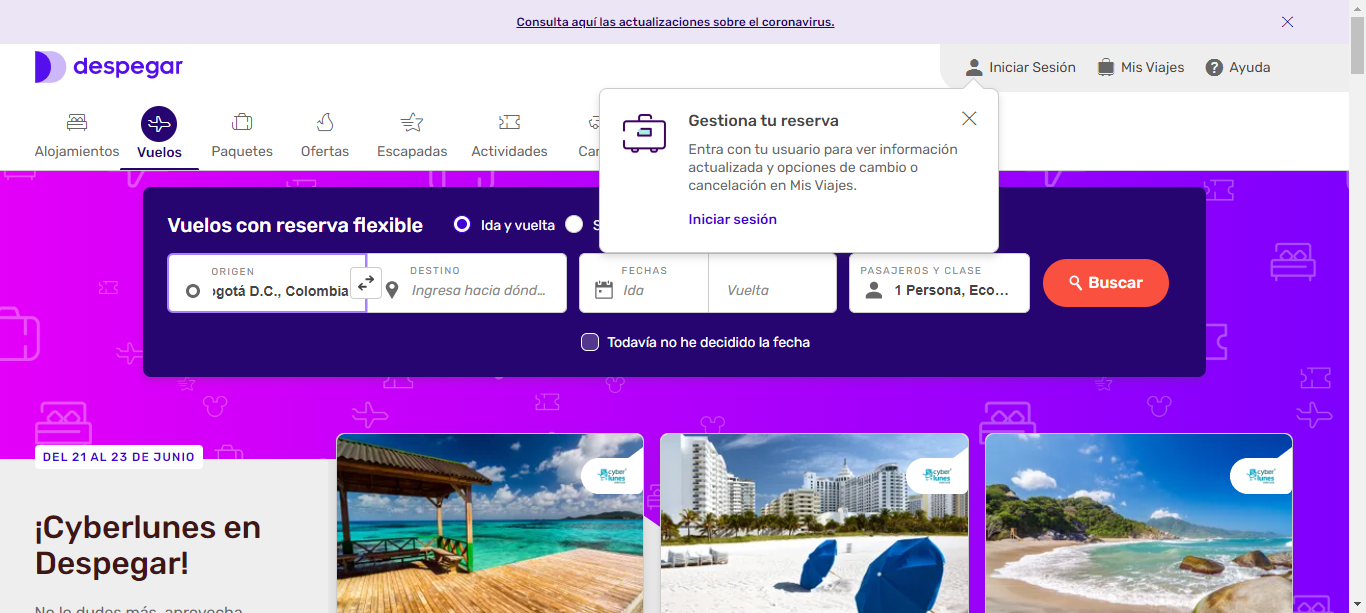 Consulta aquí las actualizaciones sobre el coronavirus.
despegar
Iniciar Sesión
Mis Viajes
Ayuda
Alojamientos
Vuelos
Paquetes
Ofertas
Escapadas
Actividades
Gestiona tu reserva
Entra con tu usuario para ver información
actualizada y opciones de cambio o
cancelación en Mis Viajes.
Iniciar sesión
Vuelos con reserva flexible
Ida y vuelta
ORIGEN
ogotá D.C., Colombia
DESTINO
Ingresa hacia dónd...
FECHAS
Ida
Vuelta
PASAJEROS Y CLASE
1 Persona, Eco...
Buscar
Todavía no he decidido la fecha
DEL 21 AL 23 DE JUNIO
¡Cyberlunes en
Despegar!
No lo dudes más, aprovecha
cyber
lunes
cyber
lunes
cyber
lunes